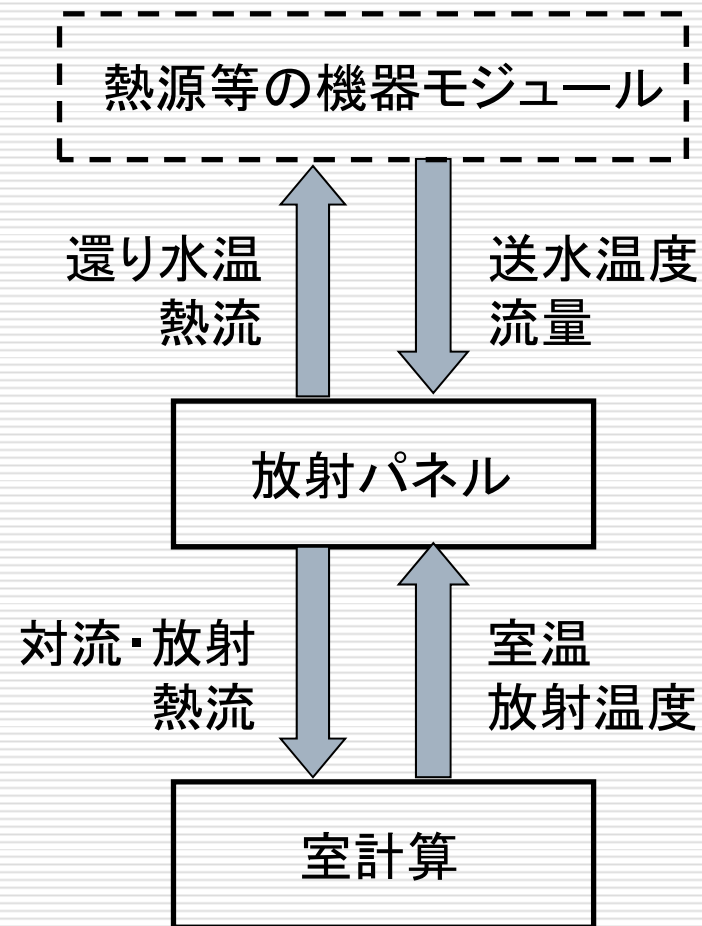 熱源等の機器モジュール
還り水温
熱流
送水温度
流量
放射パネル
対流・放射
熱流
室温
放射温度
室計算